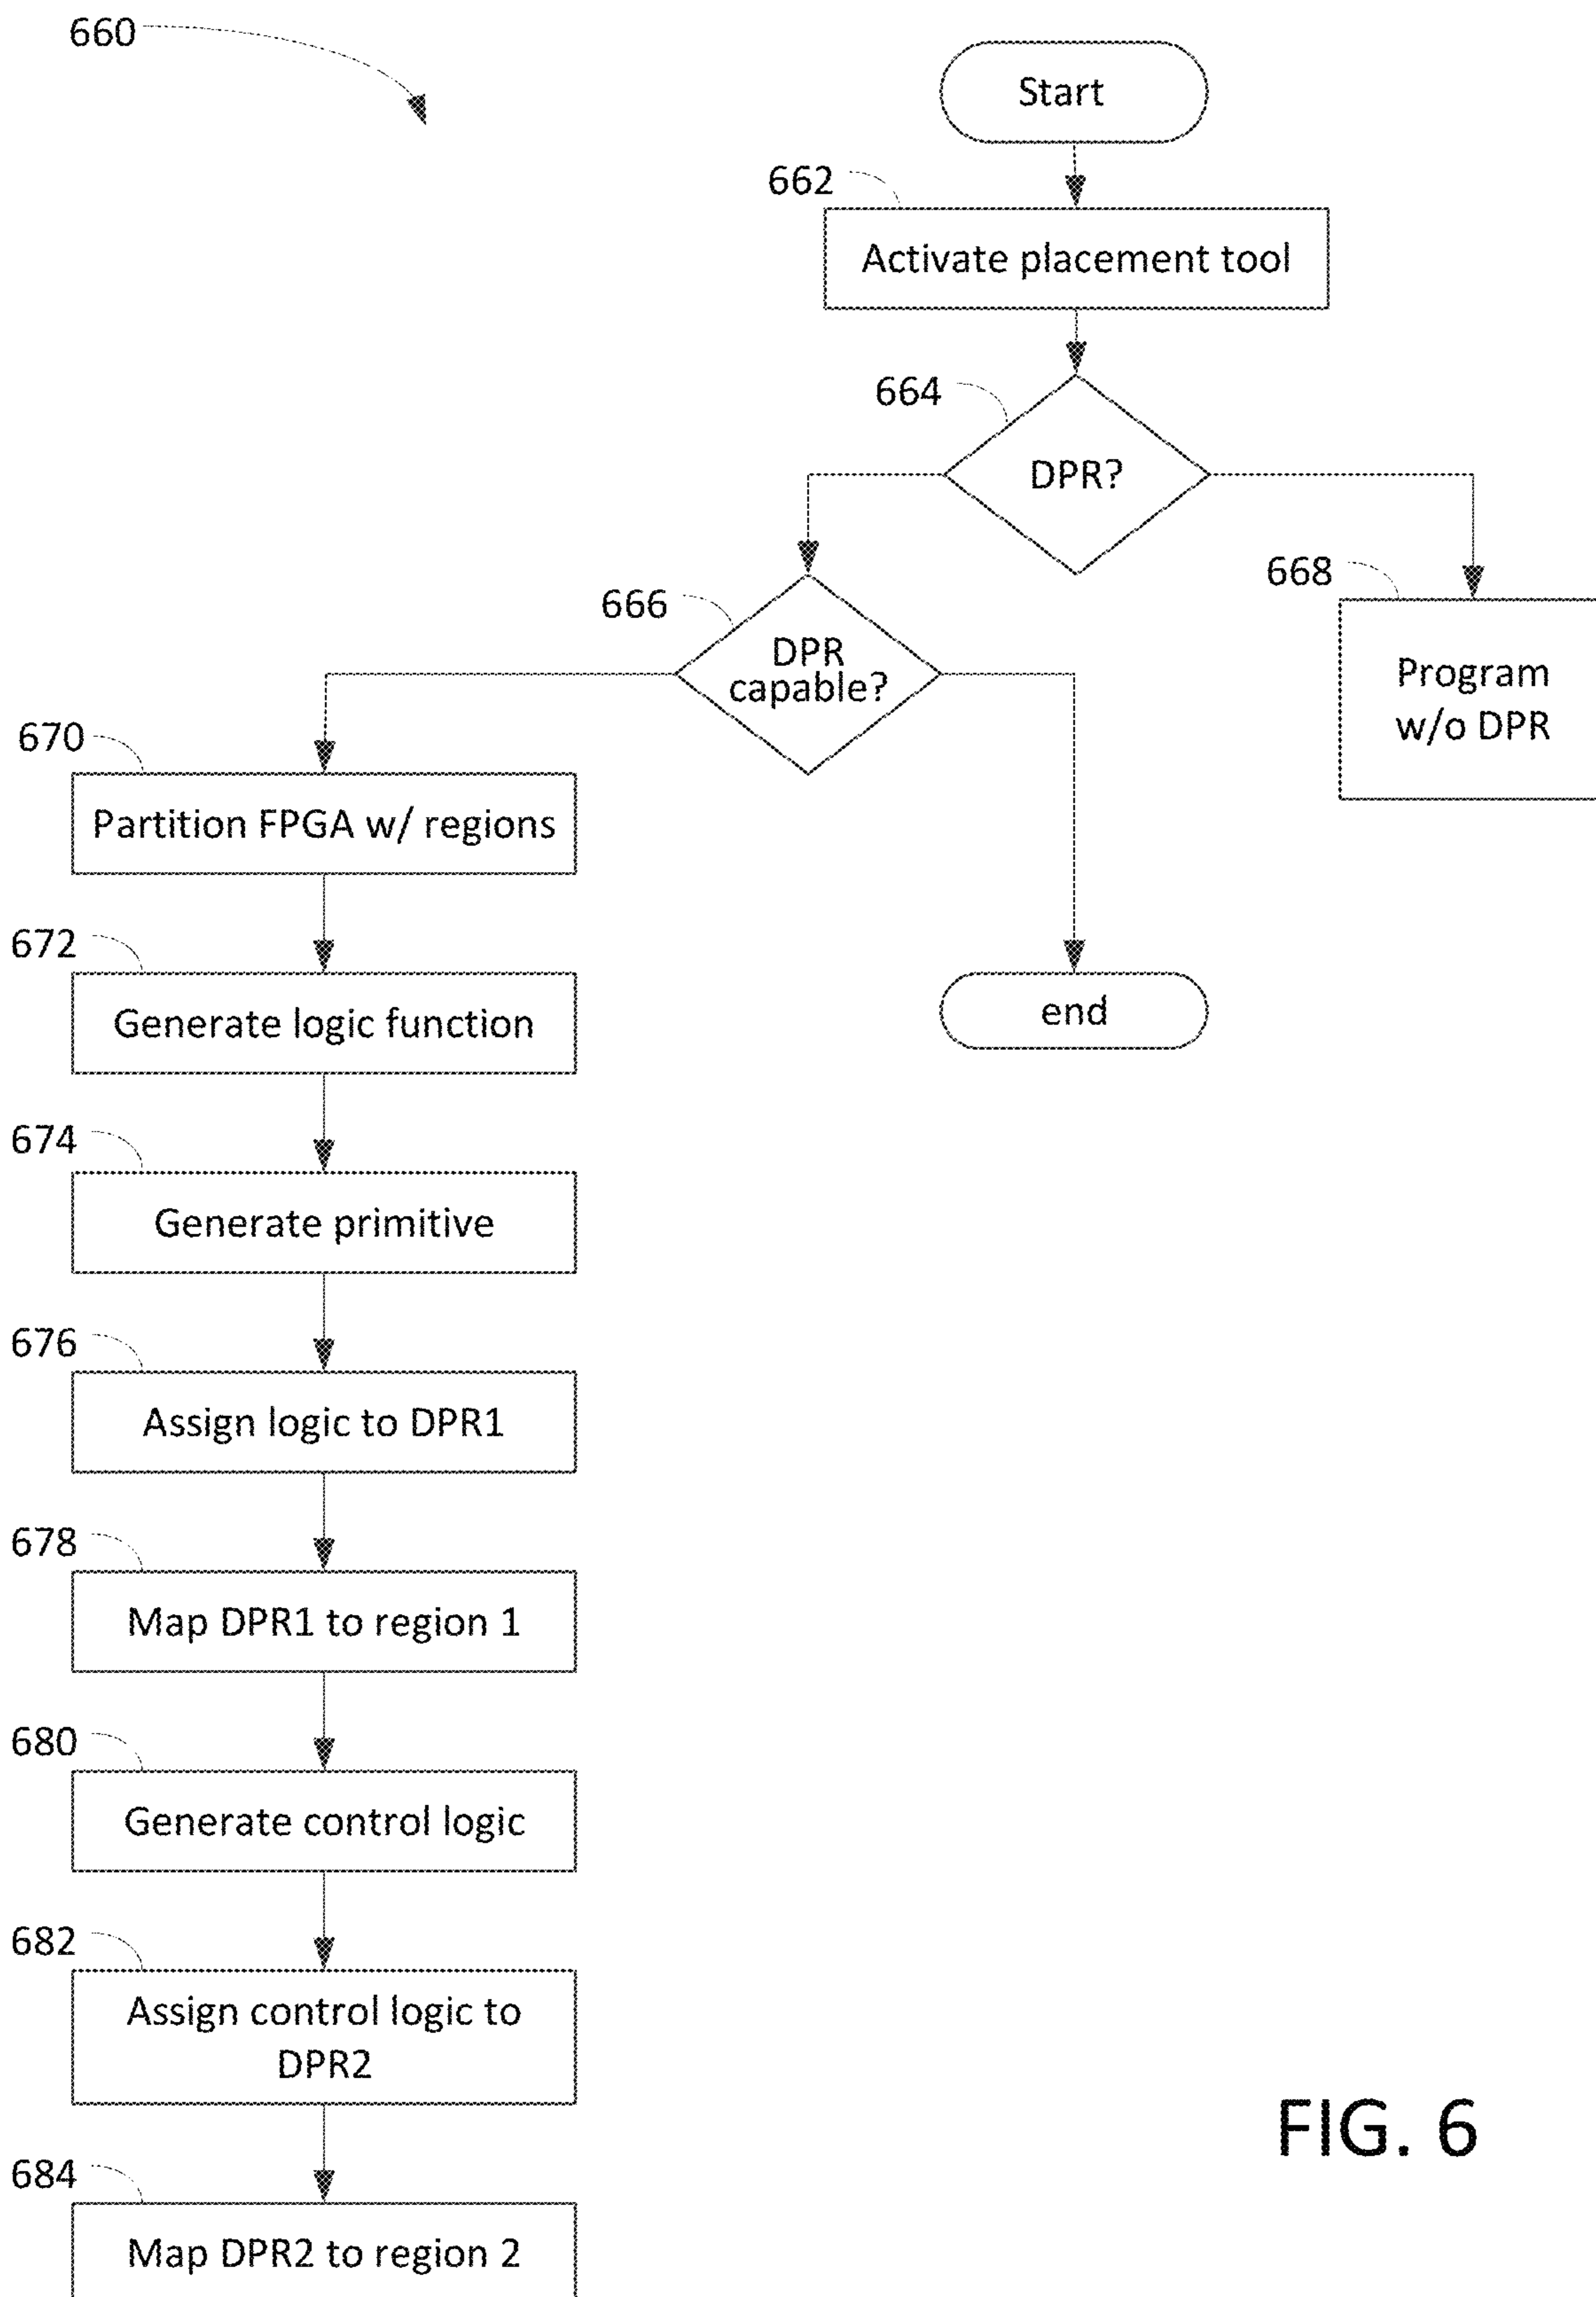 660
Start
662
Activate placement tool
664
DPR?
668
Program
w/o DPR
666
DPR
capable?
670
Partition FPGA w/ regions
672
Generate logic function
end
674
Generate primitive
676
Assign logic to DPR1
678
Map DPR1 to region 1
680
Generate control logic
682
Assign control logic to
DPR2
684
Map DPR2 to region 2
FIG. 6